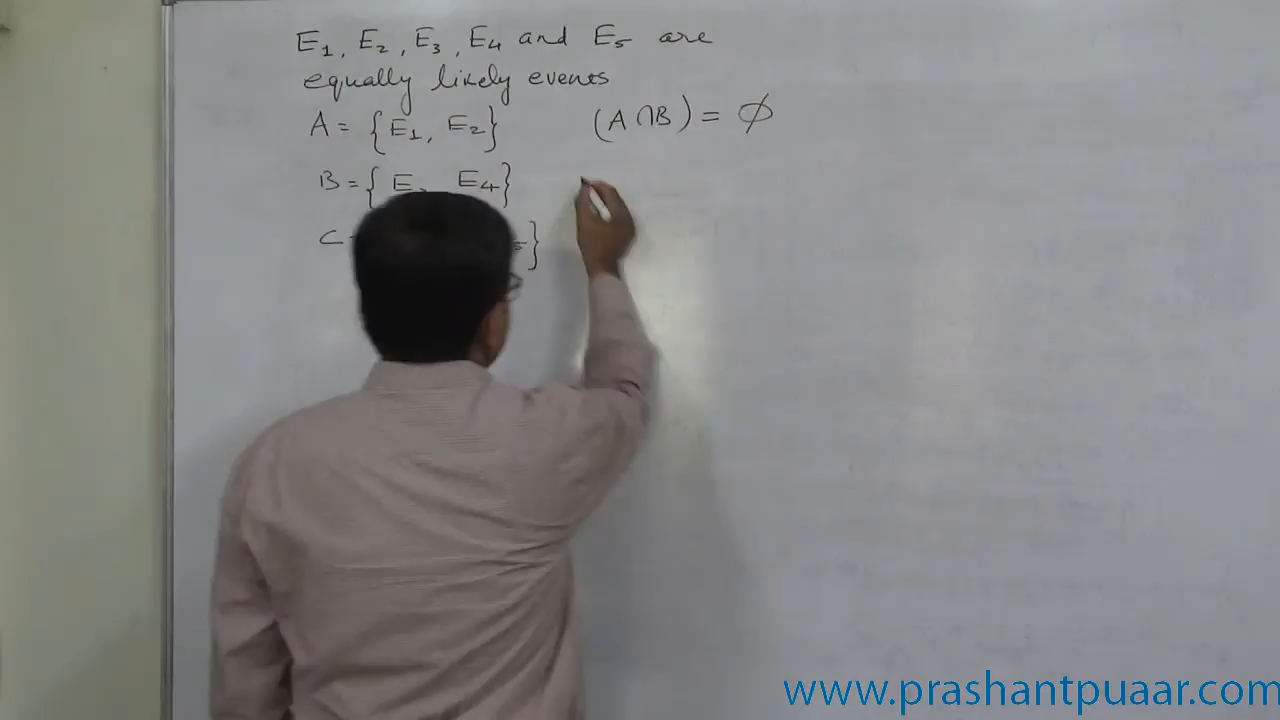 E₁, E₂, E₃, E₄ and E₅ are
equally likely events
A = {E₁, E₂} (A∩B) = ϕ
B = { E E₄}
C }
www.prashantpuaar.com